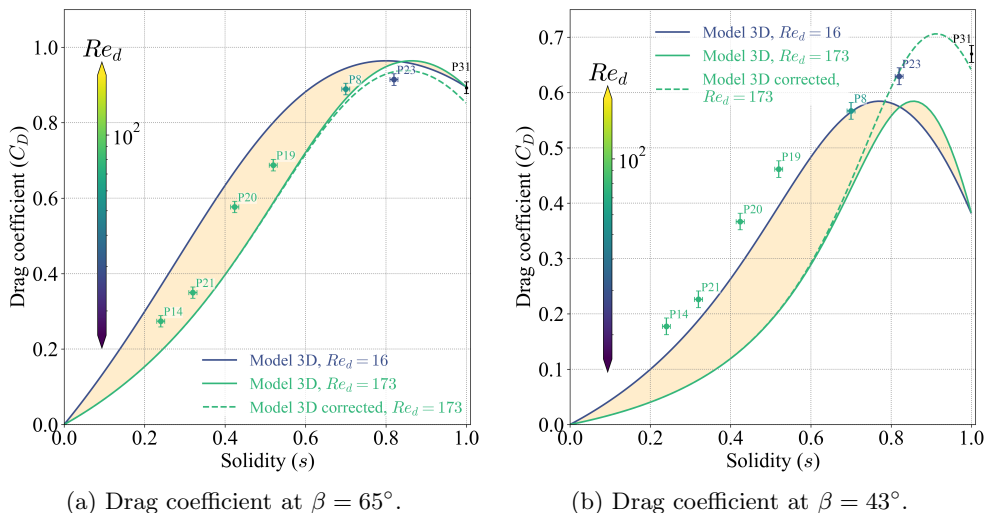 Re_d
10^2
Drag coefficient (C_D)
1.0
0.8
0.6
0.4
0.2
0.0
P14
P21
P20
P19
P8
P23
P31
Model 3D, Re_d = 16
Model 3D, Re_d = 173
Model 3D corrected, Re_d = 173
0.0 0.2 0.4 0.6 0.8 1.0
Solidity (s)
(a) Drag coefficient at β = 65°.
Model 3D, Re_d = 16
Model 3D, Re_d = 173
Model 3D corrected,
Re_d = 173
Re_d
10^2
Drag coefficient (C_D)
0.7
0.6
0.5
0.4
0.3
0.2
0.1
0.0
P14
P21
P20
P19
P8
P23
P31
0.0 0.2 0.4 0.6 0.8 1.0
Solidity (s)
(b) Drag coefficient at β = 43°.